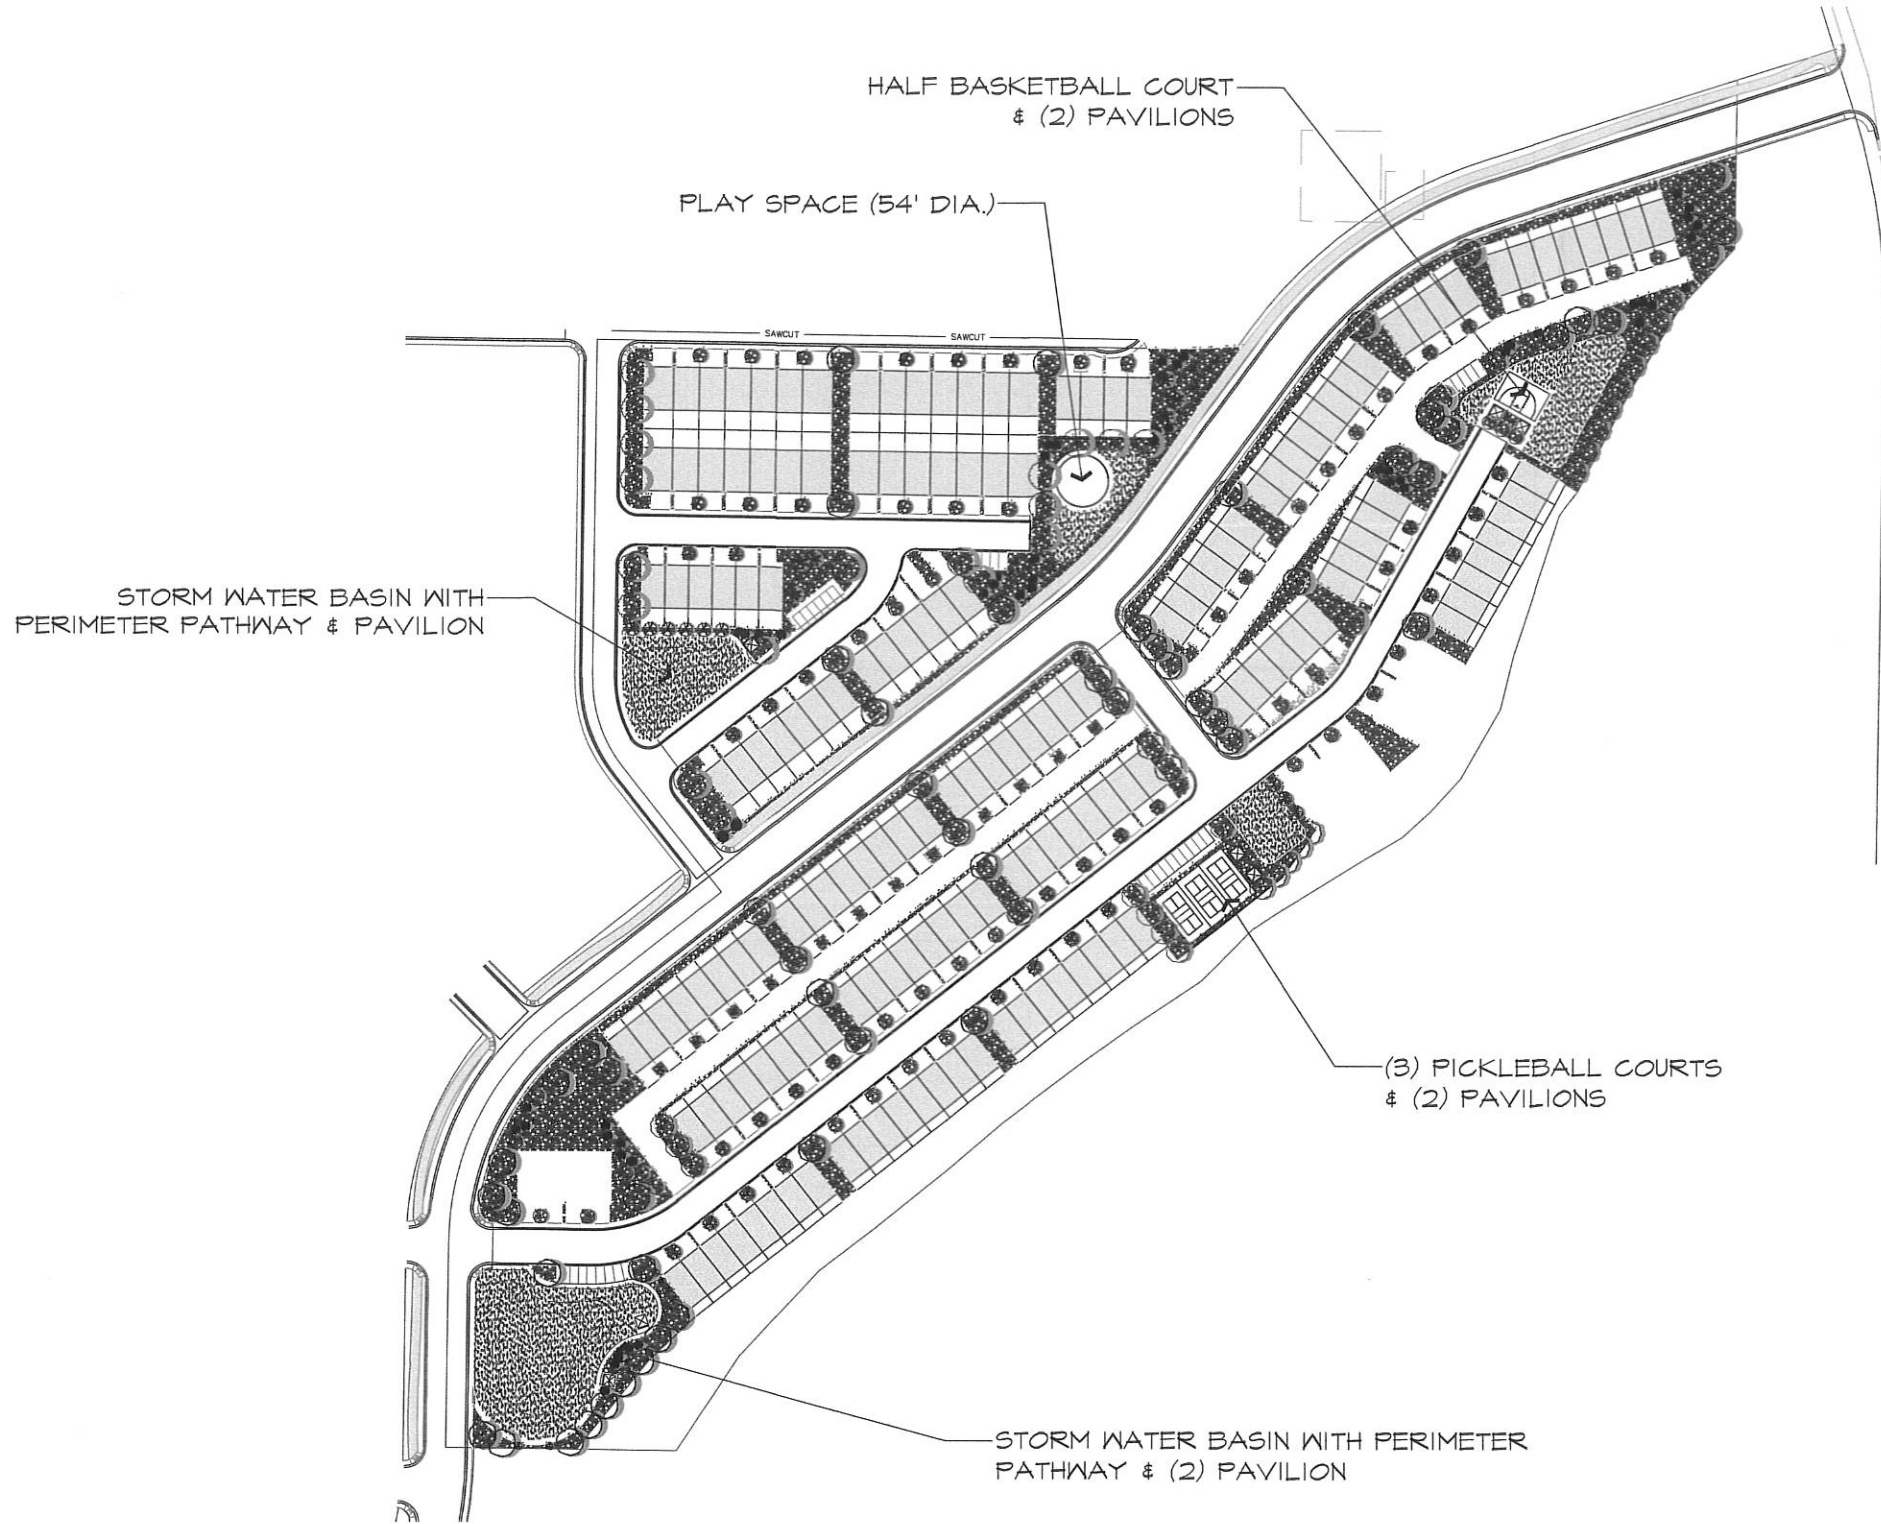 HALF BASKETBALL COURT
& (2) PAVILIONS
PLAY SPACE (54' DIA.)
SAWCUT
SAWCUT
STORM WATER BASIN WITH
PERIMETER PATHWAY & PAVILION
(3) PICKLEBALL COURTS
& (2) PAVILIONS
STORM WATER BASIN WITH PERIMETER
PATHWAY & (2) PAVILION